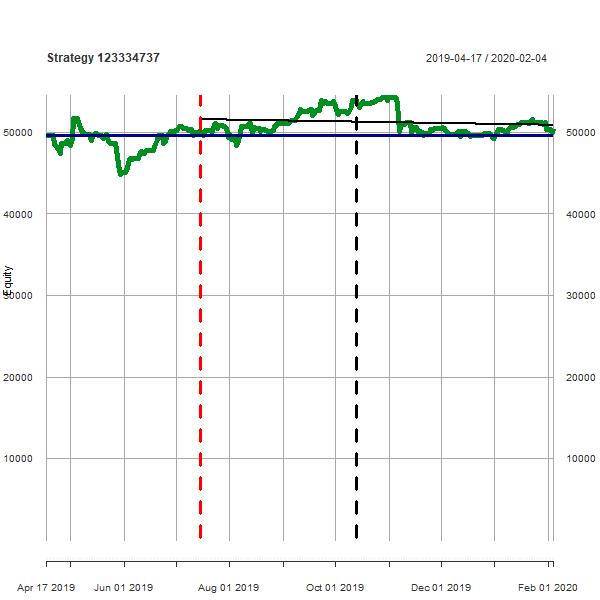 Strategy 123334737
2019-04-17 / 2020-02-04
50000 50000
40000 40000
Equity
30000 30000
20000 20000
10000 10000
Apr 17 2019 Jun 01 2019 Aug 01 2019 Oct 01 2019 Dec 01 2019 Feb 01 2020